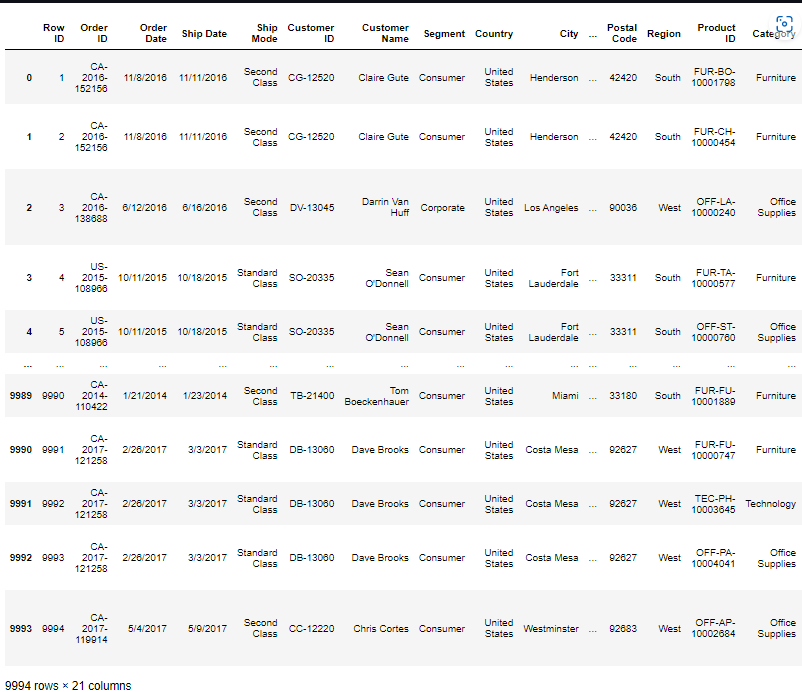 Row ID Order ID Order Date Ship Date Ship Mode Customer ID Customer Name Segment Country City ... Postal Code Region Product ID Category
0 1 CA-2016-152156 11/8/2016 11/11/2016 Second Class CG-12520 Claire Gute Consumer United States Henderson ... 42420 South FUR-BO-10001798 Furniture
1 2 CA-2016-152156 11/8/2016 11/11/2016 Second Class CG-12520 Claire Gute Consumer United States Henderson ... 42420 South FUR-CH-10000454 Furniture
2 3 CA-2016-138688 6/12/2016 6/16/2016 Second Class DV-13045 Darrin Van Huff Corporate United States Los Angeles ... 90036 West OFF-LA-10000240 Office Supplies
3 4 US-2015-108966 10/11/2015 10/18/2015 Standard Class SO-20335 Sean O'Donnell Consumer United States Fort Lauderdale ... 33311 South FUR-TA-10000577 Furniture
4 5 US-2015-108966 10/11/2015 10/18/2015 Standard Class SO-20335 Sean O'Donnell Consumer United States Fort Lauderdale ... 33311 South OFF-ST-10000760 Office Supplies
... ... ... ... ... ... ... ... ... ... ... ... ... ... ... ...
9989 9990 CA-2014-110422 1/21/2014 1/23/2014 Second Class TB-21400 Tom Boeckenhauer Consumer United States Miami ... 33180 South FUR-FU-10001889 Furniture
9990 9991 CA-2017-121258 2/26/2017 3/3/2017 Standard Class DB-13060 Dave Brooks Consumer United States Costa Mesa ... 92627 West FUR-FU-10000747 Furniture
9991 9992 CA-2017-121258 2/26/2017 3/3/2017 Standard Class DB-13060 Dave Brooks Consumer United States Costa Mesa ... 92627 West TEC-PH-10003645 Technology
9992 9993 CA-2017-121258 2/26/2017 3/3/2017 Standard Class DB-13060 Dave Brooks Consumer United States Costa Mesa ... 92627 West OFF-PA-10004041 Office Supplies
9993 9994 CA-2017-119914 5/4/2017 5/9/2017 Second Class CC-12220 Chris Cortes Consumer United States Westminster ... 92683 West OFF-AP-10002684 Office Supplies
9994 rows × 21 columns